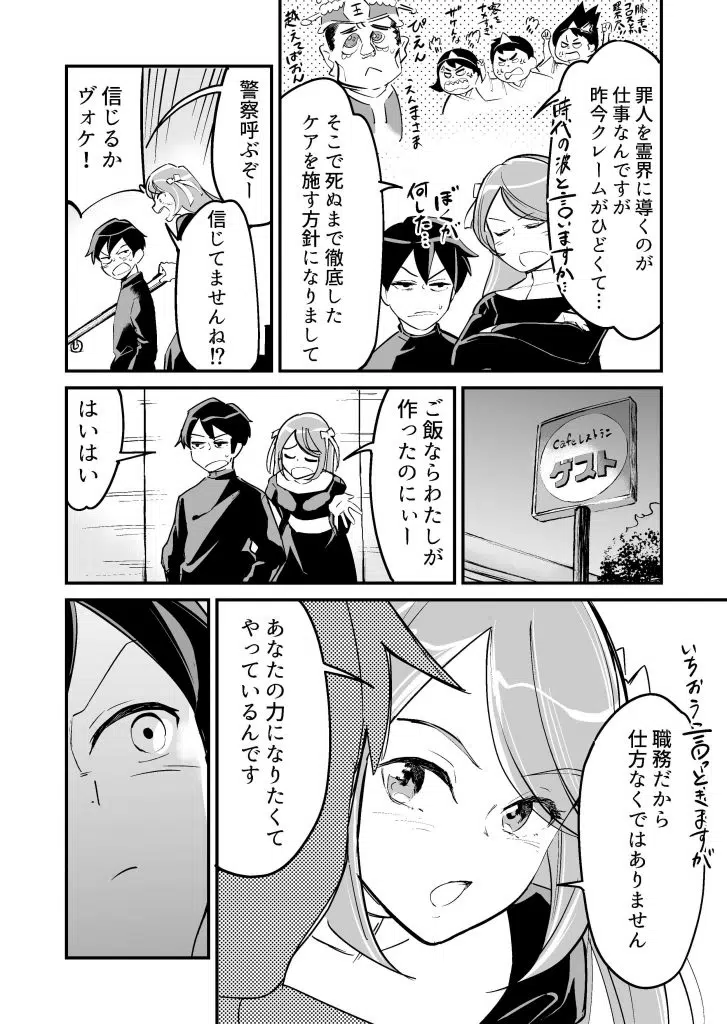 罪人を霊界に導くのが
仕事なんですが
昨今クレームがひどくて…
時代の波と言いますか…
王
ぴえん
越えてぱおん
えんまさま
そこで死ぬまで徹底した
ケアを施す方針になりまして
ぼくが
何した…
警察呼ぶぞー
信じてませんね!?
信じるか
ヴォケ!
Cafeレストラン
ゲスト
ご飯ならわたしが
作ったのにぃー
はいはい
いちおう言っときますが
職務だから
仕方なくではありません
あなたの力になりたくて
やっているんです